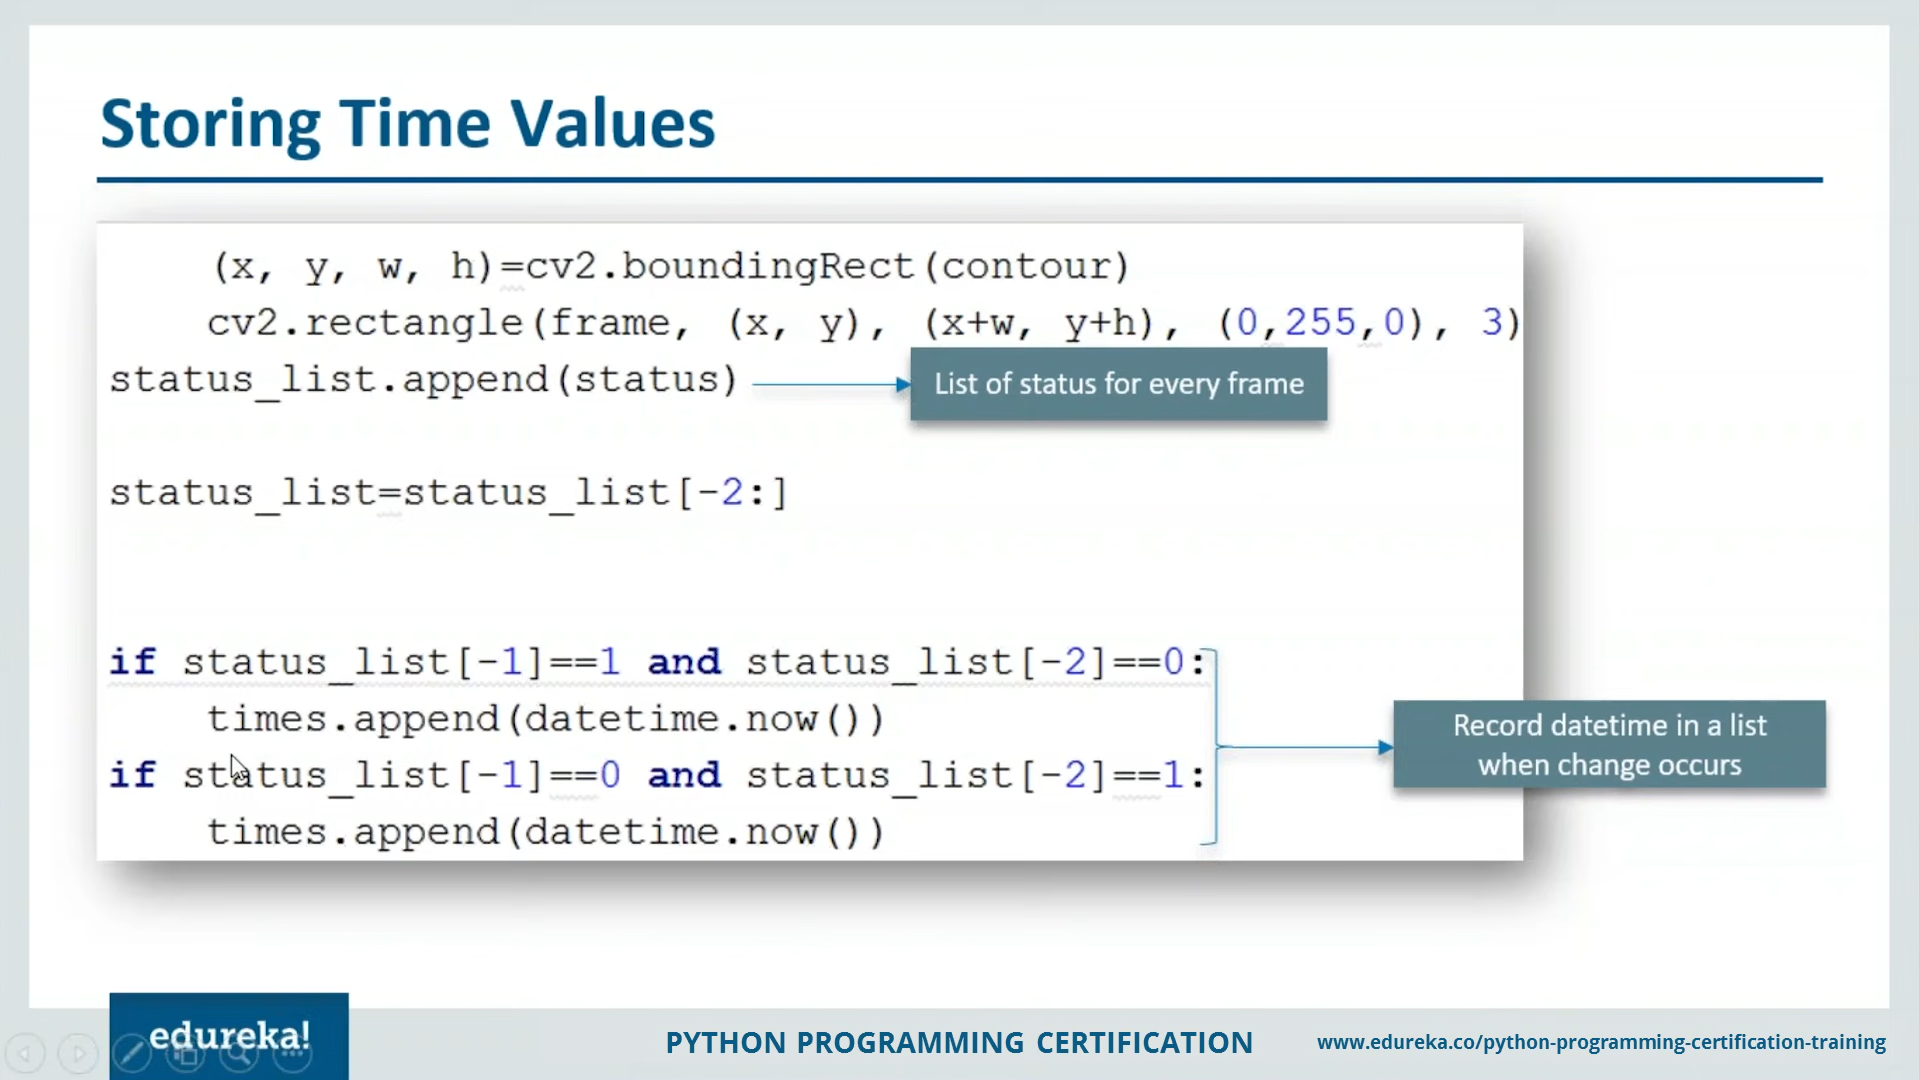 Storing Time Values
(x, y, w, h)=cv2.boundingRect(contour)
cv2.rectangle(frame, (x, y), (x+w, y+h), (0,255,0), 3)
status_list.append(status)
List of status for every frame
status_list=status_list[-2:]
if status_list[-1]==1 and status_list[-2]==0:
times.append(datetime.now())
if status_list[-1]==0 and status_list[-2]==1:
times.append(datetime.now())
Record datetime in a list
when change occurs
edureka!
PYTHON PROGRAMMING CERTIFICATION
www.edureka.co/python-programming-certification-training